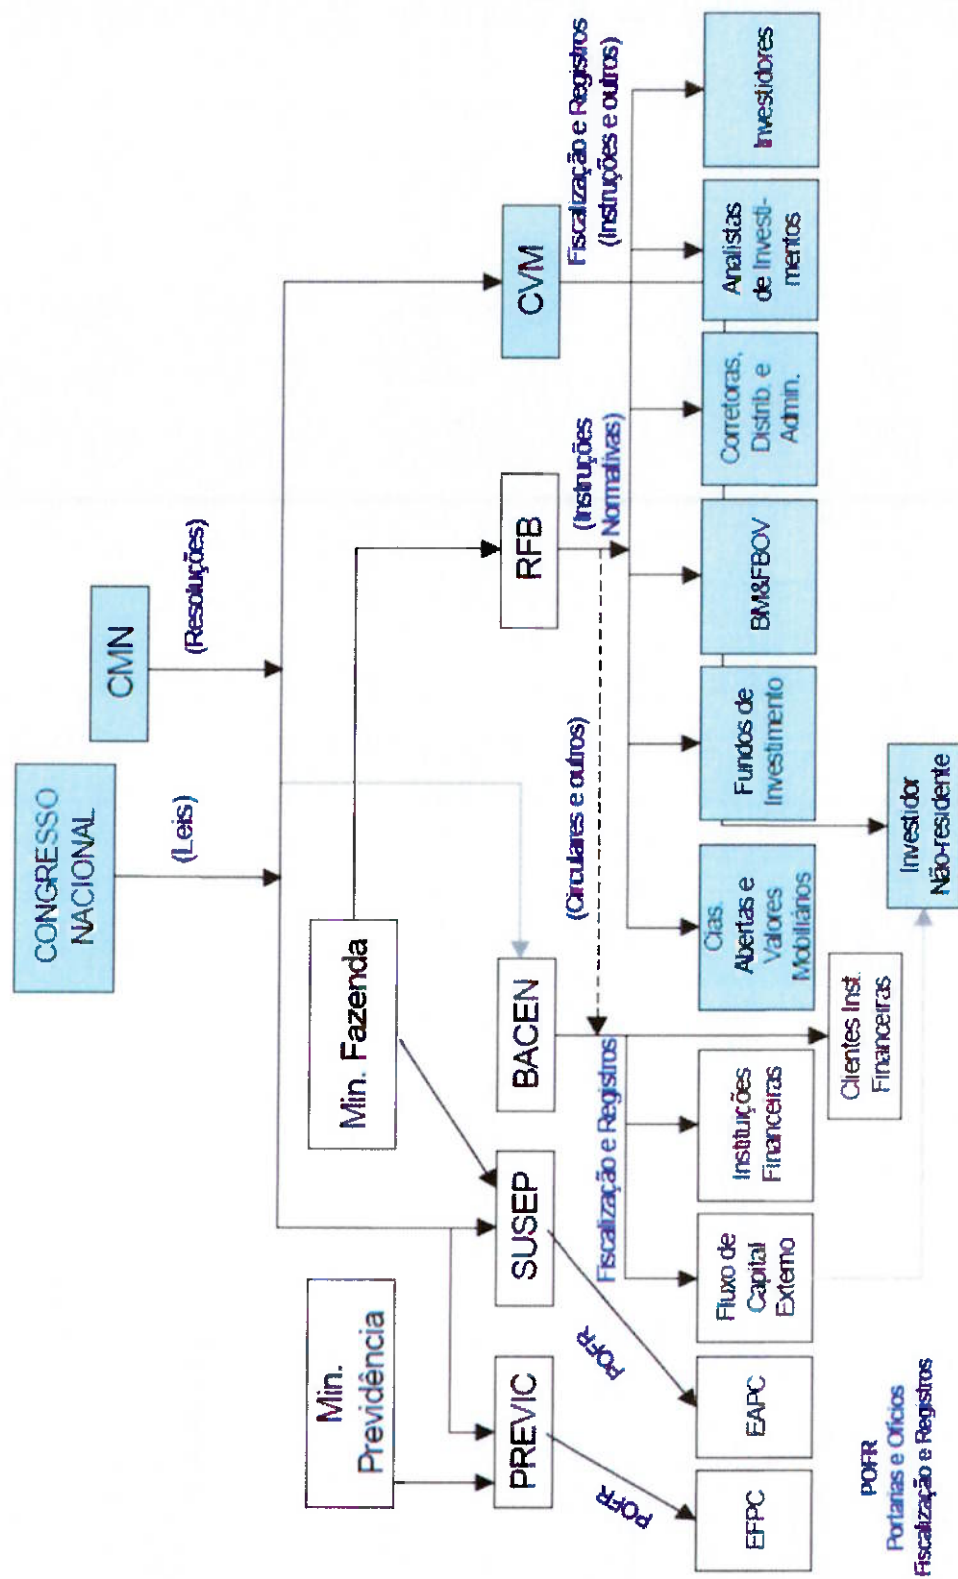 CONGRESSO
NACIONAL
CMN
(Leis)
(Resoluções)
Min.
Previdência
Min. Fazenda
PREVIC
SUSEP
BACEN
RFB
CVM
POFR
POFR
Fiscalização e Registros
(Circulares e outros)
(Instruções
Normativas)
Fiscalização e Registros
(Instruções e outros)
EFPC
EAPC
Fluxo de
Capital
Externo
Instituições
Financeiras
Clientes Inst.
Financeiras
Cias.
Abertas e
Valores
Mobiliários
Fundos de
Investimento
BM&FBOV
Corretoras,
Distrib. e
Admin.
Analistas
de Investi-
mentos
Investidores
Investidor
Não-residente
POFR
Portarias e Ofícios
Fiscalização e Registros